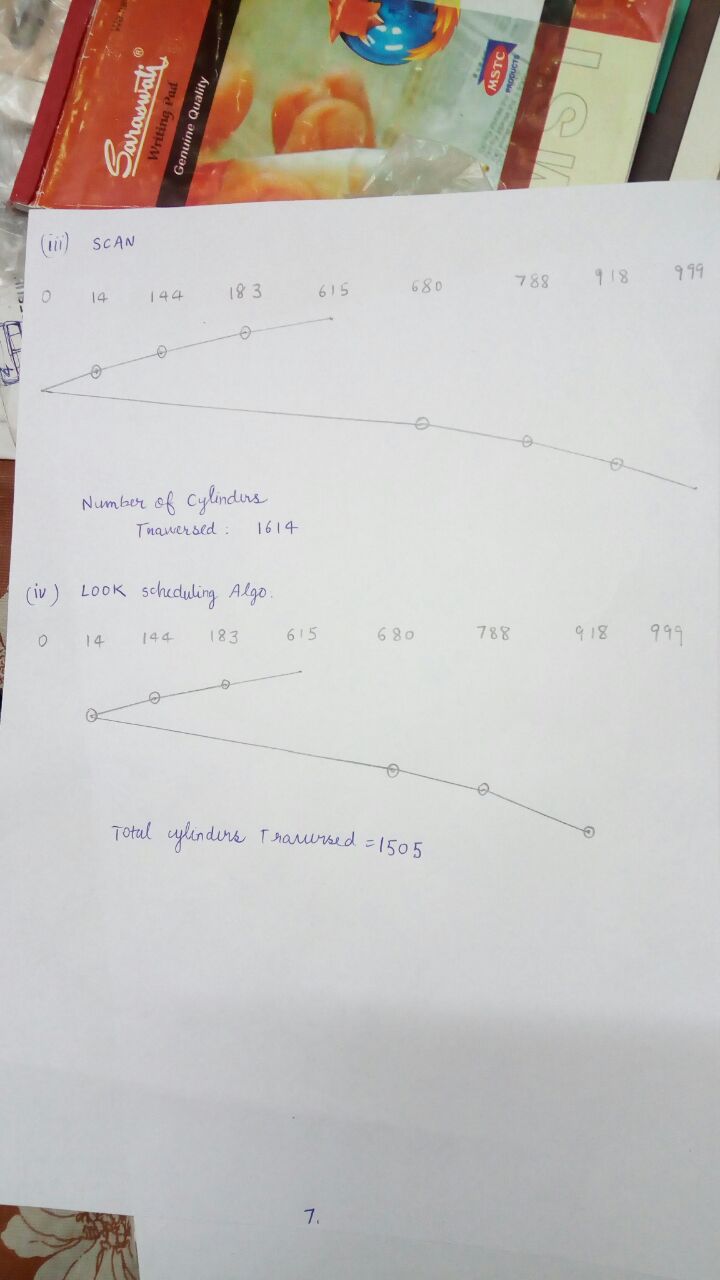 Saraswati®
Writing Pad
Genuine Quality
MSTC
PRODUCTS
(iii) SCAN
0 14 144 183 615 680 788 918 999
Number of Cylinders
Traversed : 1614
(iv) LOOK scheduling Algo.
0 14 144 183 615 680 788 918 999
Total cylinders Traversed = 1505
7.